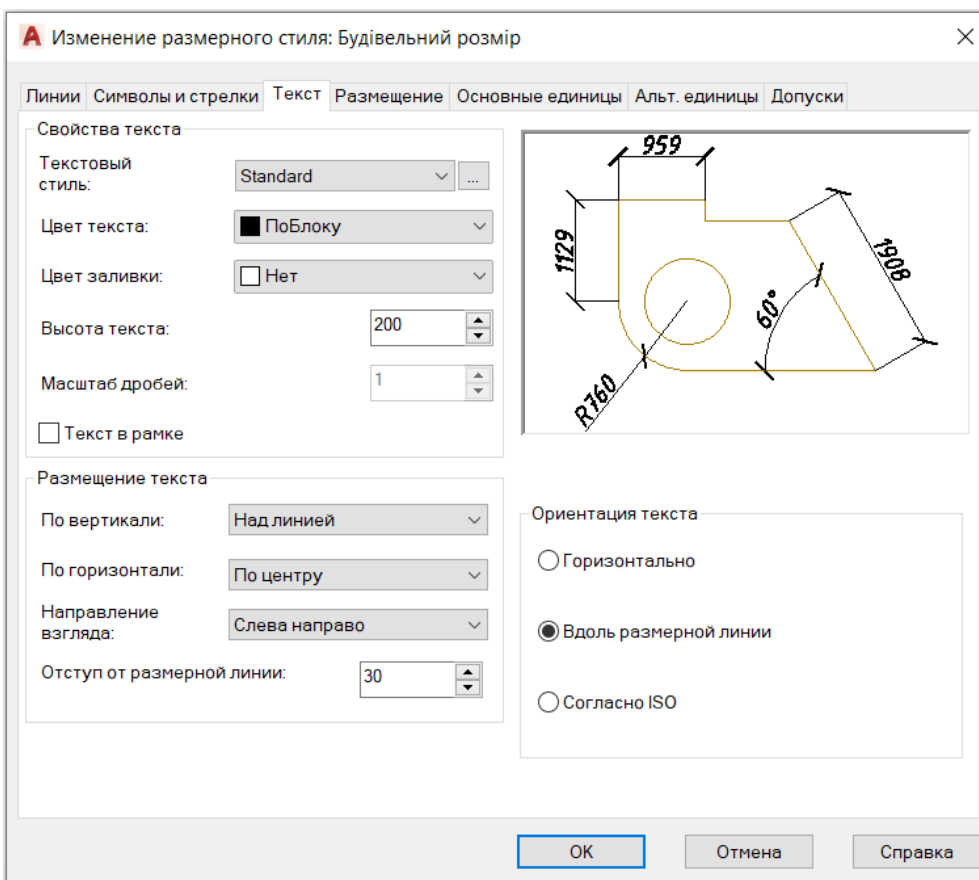 Изменение размерного стиля: Будівельний розмір
Линии Символы и стрелки Текст Размещение Основные единицы Альт. единицы Допуски
Свойства текста
Текстовый
стиль:
Standard ...
Цвет текста: ПоБлоку
Цвет заливки: Нет
Высота текста: 200
Масштаб дробей: 1
Текст в рамке
959
1129
1908
60°
R760
Размещение текста
По вертикали: Над линией
По горизонтали: По центру
Направление
взгляда:
Слева направо
Отступ от размерной линии: 30
Ориентация текста
Горизонтально
Вдоль размерной линии
Согласно ISO
OK Отмена Справка